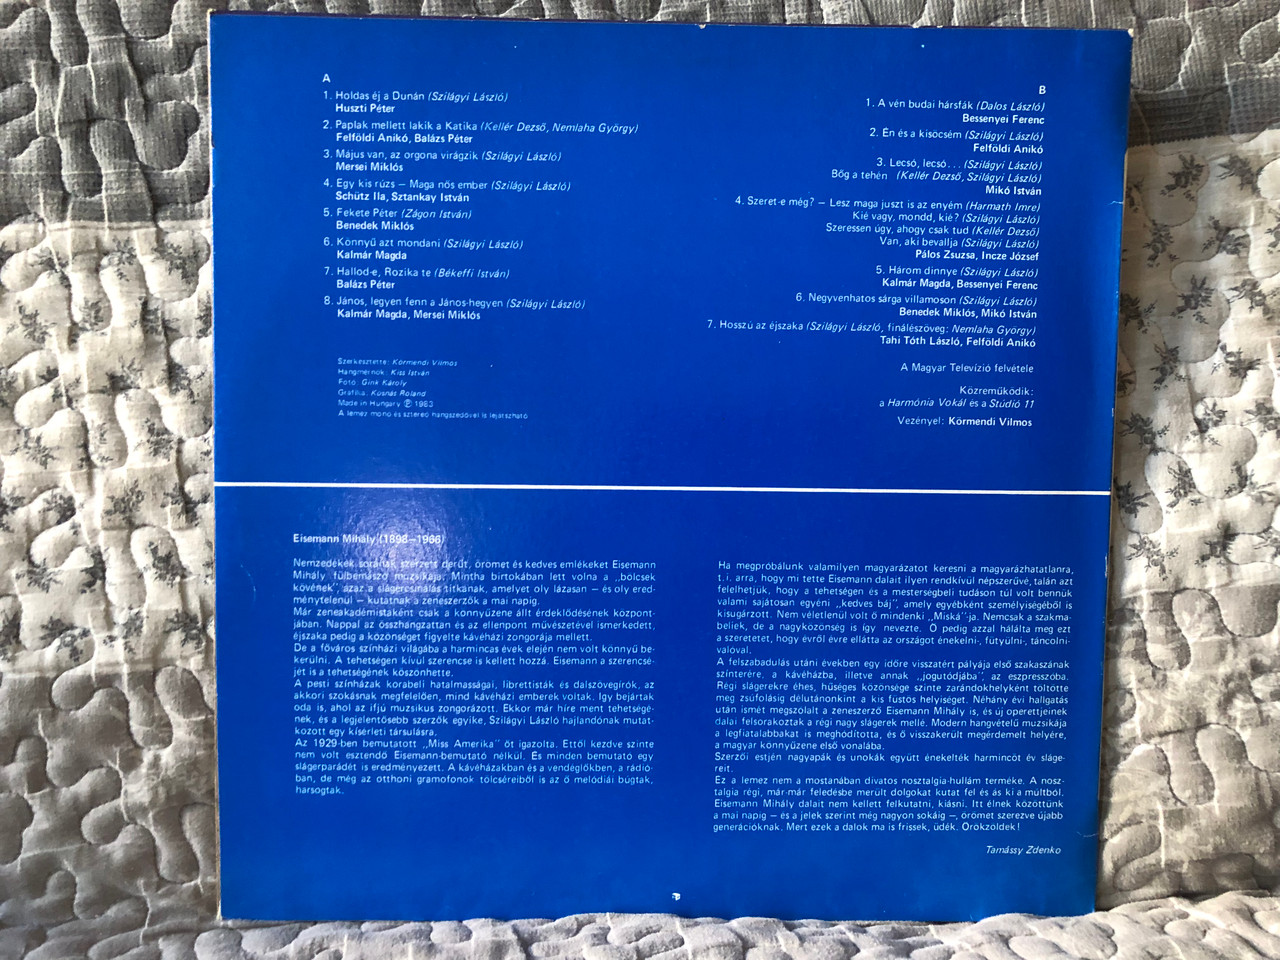 A
1. Holdas éj a Dunán (Szilágyi László)
Huszti Péter
2. Paplak mellett lakik a Katika (Kellér Dezső, Nemlaha György)
Felföldi Anikó, Balázs Péter
3. Május van, az orgona virágzik (Szilágyi László)
Mersei Miklós
4. Egy kis rúzs – Maga nős ember (Szilágyi László)
Schütz Ila, Sztankay István
5. Fekete Péter (Zágon István)
Benedek Miklós
6. Könnyű azt mondani (Szilágyi László)
Kalmár Magda
7. Hallod-e, Rozika te (Békeffi István)
Balázs Péter
8. János, legyen fenn a János-hegyen (Szilágyi László)
Kalmár Magda, Mersei Miklós
Szerkesztette: Körmendi Vilmos
Hangmérnök: Kiss István
Fotó: Gink Károly
Grafika: Kusnás Roland
Made in Hungary Ⓟ 1983
A lemez mono és sztereó hangszedővel is lejátszható
B
1. A vén budai hársfák (Dalos László)
Bessenyei Ferenc
2. Én és a kisöcsém (Szilágyi László)
Felföldi Anikó
3. Lecsó, lecsó... (Szilágyi László)
Bőg a tehén (Kellér Dezső, Szilágyi László)
Mikó István
4. Szeret-e még? – Lesz maga juszt is az enyém (Harmath Imre)
Kié vagy, mondd, kié? (Szilágyi László)
Szeressen úgy, ahogy csak tud (Kellér Dezső)
Van, aki bevallja (Szilágyi László)
Pálos Zsuzsa, Incze József
5. Három dinnye (Szilágyi László)
Kalmár Magda, Bessenyei Ferenc
6. Negyvenhatos sárga villamoson (Szilágyi László)
Benedek Miklós, Mikó István
7. Hosszú az éjszaka (Szilágyi László, finálészöveg: Nemlaha György)
Tahi Tóth László, Felföldi Anikó
A Magyar Televízió felvétele
Közreműködik:
a Harmónia Vokál és a Stúdió 11
Vezényel: Körmendi Vilmos
Eisemann Mihály (1898–1966)
Nemzedékek sorának szerzett derűt, örömet és kedves emlékeket Eisemann
Mihály fülbemászó muzsikája. Mintha birtokában lett volna a „bölcsek
kövének", azaz a slágercsinálás titkának, amelyet oly lázasan – és oly ered-
ménytelenül – kutatnak a zeneszerzők a mai napig.
Már zeneakadémistaként csak a könnyűzene állt érdeklődésének központ-
jában. Nappal az összhangzattan és az ellenpont művészetével ismerkedett,
éjszaka pedig a közönséget figyelte kávéházi zongorája mellett.
De a főváros színházi világába a harmincas évek elején nem volt könnyű be-
kerülni. A tehetségen kívül szerencse is kellett hozzá. Eisemann a szerencsé-
jét is a tehetségének köszönhette.
A pesti színházak korabeli hatalmasságai, librettisták és dalszövegírók, az
akkori szokásnak megfelelően, mind kávéházi emberek voltak. Így bejártak
oda is, ahol az ifjú muzsikus zongorázott. Ekkor már híre ment tehetségé-
nek, és a legjelentősebb szerzők egyike, Szilágyi László hajlandónak mutat-
kozott egy kísérleti társulásra.
Az 1929-ben bemutatott „Miss Amerika" őt igazolta. Ettől kezdve szinte
nem volt esztendő Eisemann-bemutató nélkül. És minden bemutató egy
slágerparádét is eredményezett. A kávéházakban és a vendéglőkben, a rádió-
ban, de még az otthoni gramofonok tölcséreiből is az ő melódiái búgtak,
harsogtak.
Ha megpróbálunk valamilyen magyarázatot keresni a magyarázhatatlanra,
t.i. arra, hogy mi tette Eisemann dalait ilyen rendkívül népszerűvé, talán azt
felelhetjük, hogy a tehetségen és a mesterségbeli tudáson túl volt bennük
valami sajátosan egyéni „kedves báj", amely egyébként személyiségéből is
kisugárzott. Nem véletlenül volt ő mindenki „Miská"-ja. Nemcsak a szakma-
beliek, de a nagyközönség is így nevezte. Ő pedig azzal hálálta meg ezt
a szeretetet, hogy évről évre ellátta az országot énekelni-, fütyülni-, táncolni-
valóval.
A felszabadulás utáni években egy időre visszatért pályája első szakaszának
színterére, a kávéházba, illetve annak „jogutódjába", az eszpresszóba.
Régi slágerekre éhes, hűséges közönsége szinte zarándokhelyként töltötte
meg zsúfolásig délutánonkint a kis füstös helyiséget. Néhány évi hallgatás
után ismét megszólalt a zeneszerző Eisemann Mihály is, és új operettjeinek
dalai felsorakoztak a régi nagy slágerek mellé. Modern hangvételű muzsikája
a legfiatalabbakat is meghódította, és ő visszakerült megérdemelt helyére,
a magyar könnyűzene első vonalába.
Szerzői estjén nagyapák és unokák együtt énekelték harmincöt év sláge-
reit.
Ez a lemez nem a mostanában divatos nosztalgia-hullám terméke. A nosz-
talgia régi, már-már feledésbe merült dolgokat kutat fel és ás ki a múltból.
Eisemann Mihály dalait nem kellett felkutatni, kiásni. Itt élnek közöttünk
a mai napig – és a jelek szerint még nagyon sokáig –, örömet szerezve újabb
generációknak. Mert ezek a dalok ma is frissek, üdék. Örökzöldek!
Tamássy Zdenko